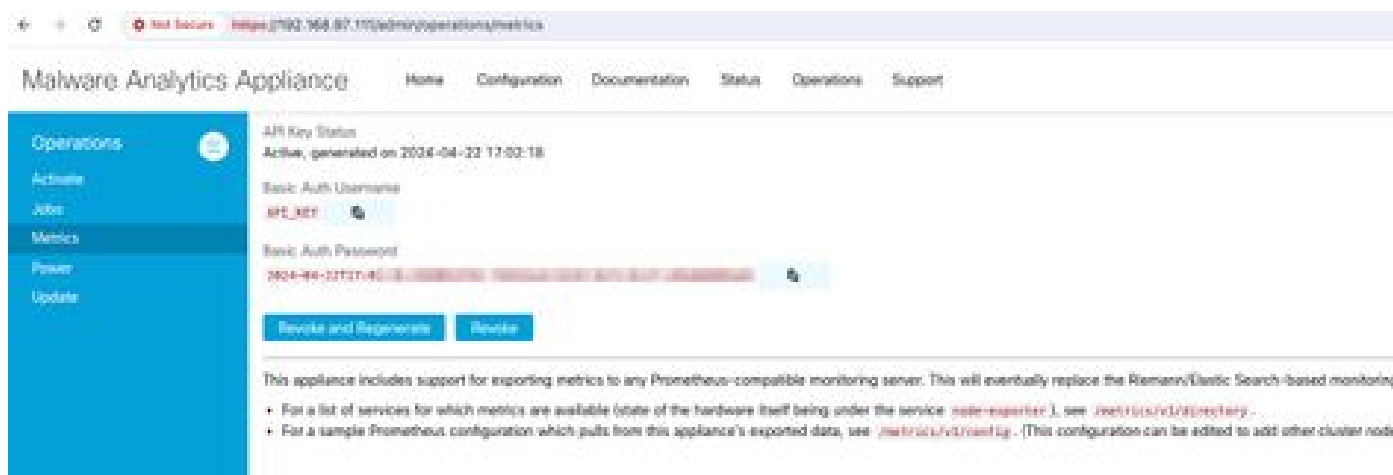 Not Secure https://192.168.97.111/admin/operations/metrics
Malware Analytics Appliance Home Configuration Documentation Status Operations Support
Operations
Activate
Jobs
Metrics
Power
Update
API Key Status
Active, generated on 2024-04-22 17:02:18
Basic Auth Username
API_KEY
Basic Auth Password
2024-04-22T17:0
Revoke and Regenerate Revoke
This appliance includes support for exporting metrics to any Prometheus-compatible monitoring server. This will eventually replace the Riemann/Elastic Search-based monitoring
• For a list of services for which metrics are available (state of the hardware itself being under the service node-exporter), see /metrics/v1/directory.
• For a sample Prometheus configuration which pulls from this appliance's exported data, see /metrics/v1/config. (This configuration can be edited to add other cluster node